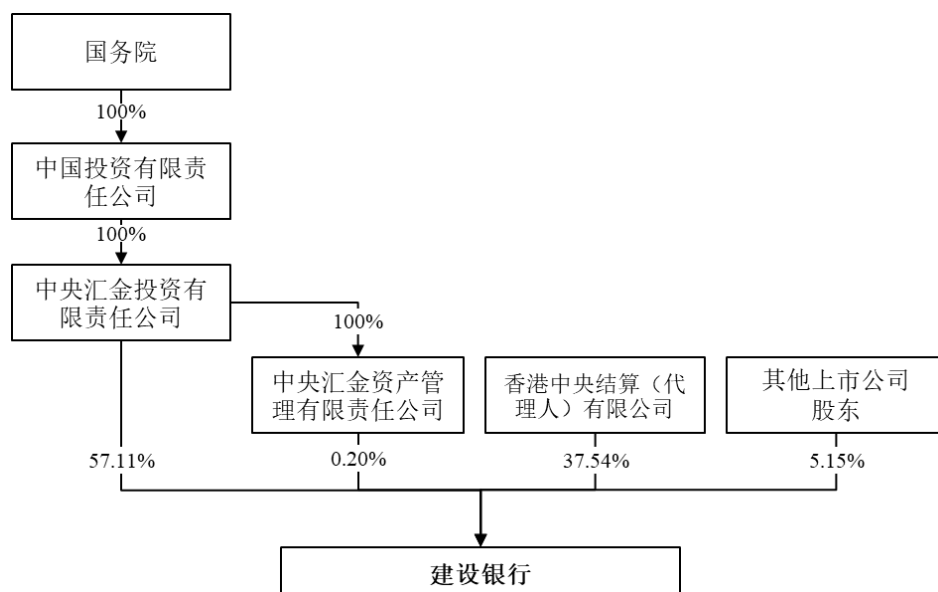 国务院
100%
中国投资有限责
任公司
100%
中央汇金投资有
限责任公司
100%
中央汇金资产管
理有限责任公司
香港中央结算（代
理人）有限公司
其他上市公司
股东
57.11%
0.20%
37.54%
5.15%
建设银行